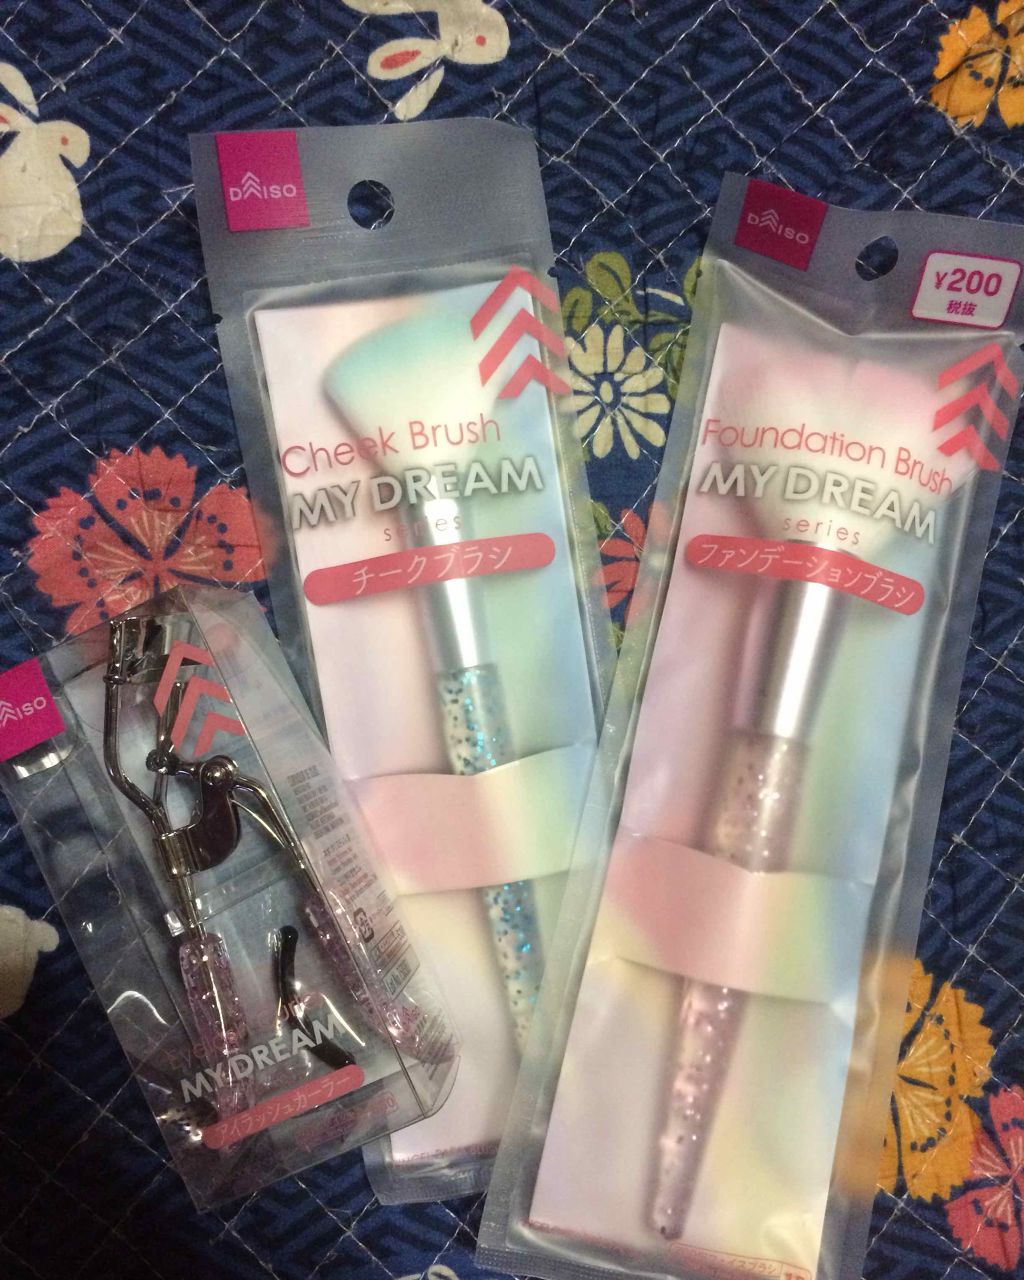 DAISO
Cheek Brush
MY DREAM
series
チークブラシ
DAISO
¥200
税抜
Foundation Brush
MY DREAM
series
ファンデーションブラシ
DAISO
MY DREAM
アイラッシュカーラー